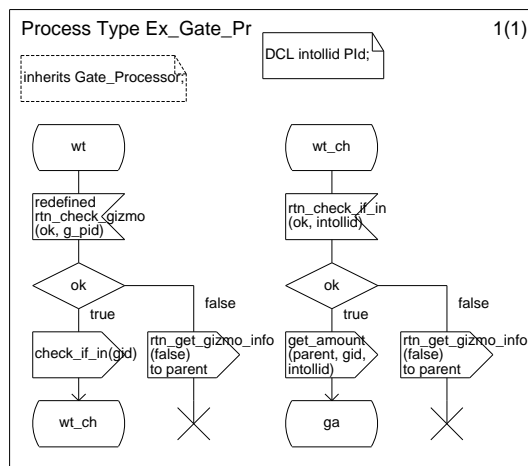 Process Type Ex_Gate_Pr
1(1)
inherits Gate_Processor;
DCL intollid PId;
wt
redefined
rtn_check_gizmo
(ok, g_pid)
ok
true
false
check_if_in(gid)
rtn_get_gizmo_info
(false)
to parent
wt_ch
wt_ch
rtn_check_if_in
(ok, intollid)
ok
true
false
get_amount
(parent, gid,
intollid)
rtn_get_gizmo_info
(false)
to parent
ga